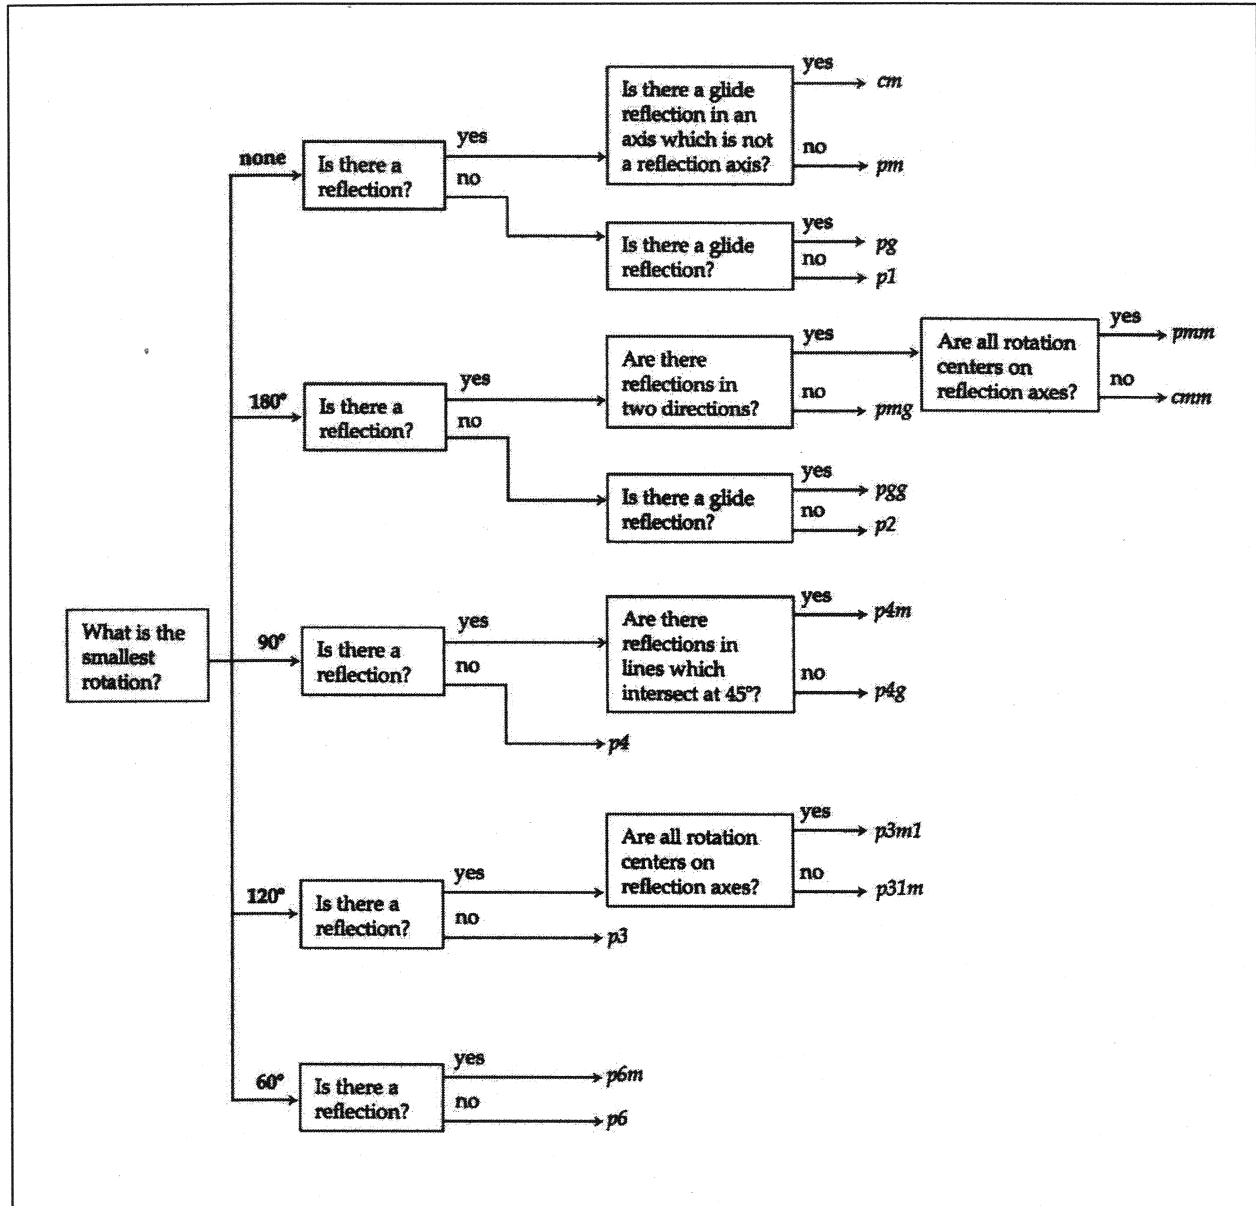 What is the
smallest
rotation?
none
Is there a
reflection?
yes
no
Is there a glide
reflection in an
axis which is not
a reflection axis?
yes
cm
no
pm
Is there a glide
reflection?
yes
pg
no
p1
180°
Is there a
reflection?
yes
no
Are there
reflections in
two directions?
yes
no
pmg
Are all rotation
centers on
reflection axes?
yes
pmm
no
cmm
Is there a glide
reflection?
yes
pgg
no
p2
90°
Is there a
reflection?
yes
no
Are there
reflections in
lines which
intersect at 45°?
yes
p4m
no
p4g
p4
120°
Is there a
reflection?
yes
no
Are all rotation
centers on
reflection axes?
yes
p3m1
no
p31m
p3
60°
Is there a
reflection?
yes
p6m
no
p6